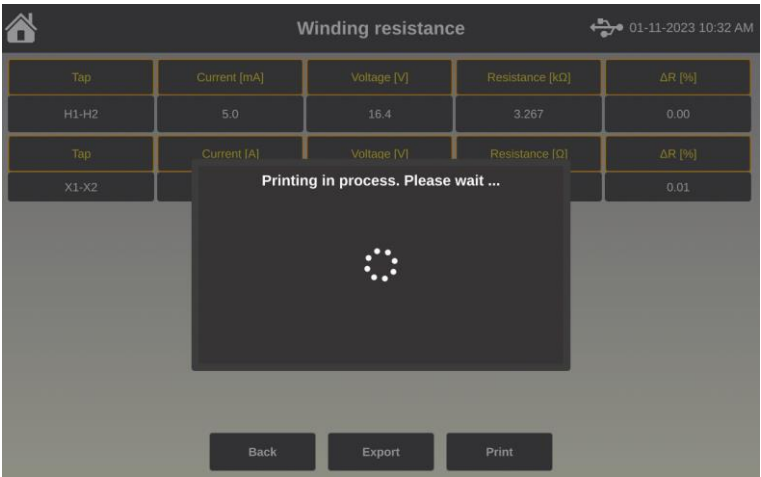 Winding resistance
01-11-2023 10:32 AM
Tap Current [mA] Voltage [V] Resistance [kΩ] ΔR [%]
H1-H2 5.0 16.4 3.267 0.00
Tap Current [A] Voltage [V] Resistance [Ω] ΔR [%]
X1-X2 0.01
Printing in process. Please wait ...
Back Export Print